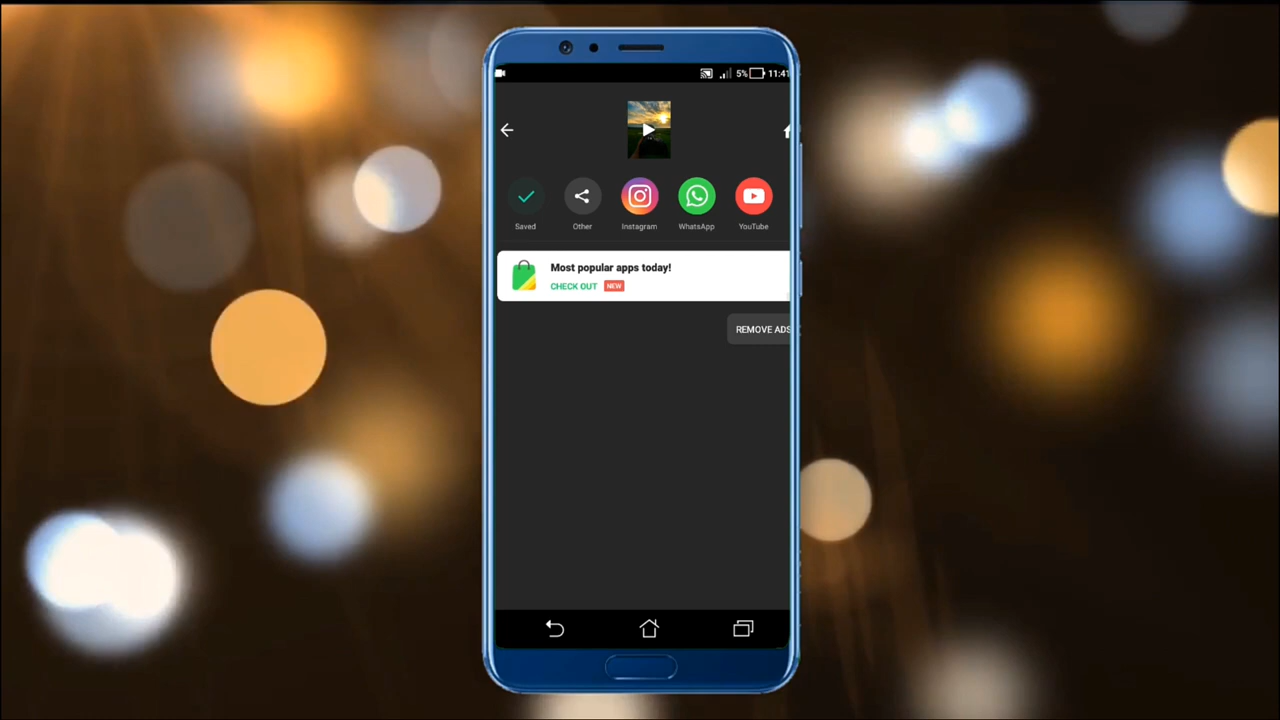 5% 11:41
Saved Other Instagram WhatsApp YouTube
Most popular apps today!
CHECK OUT NEW
REMOVE ADS